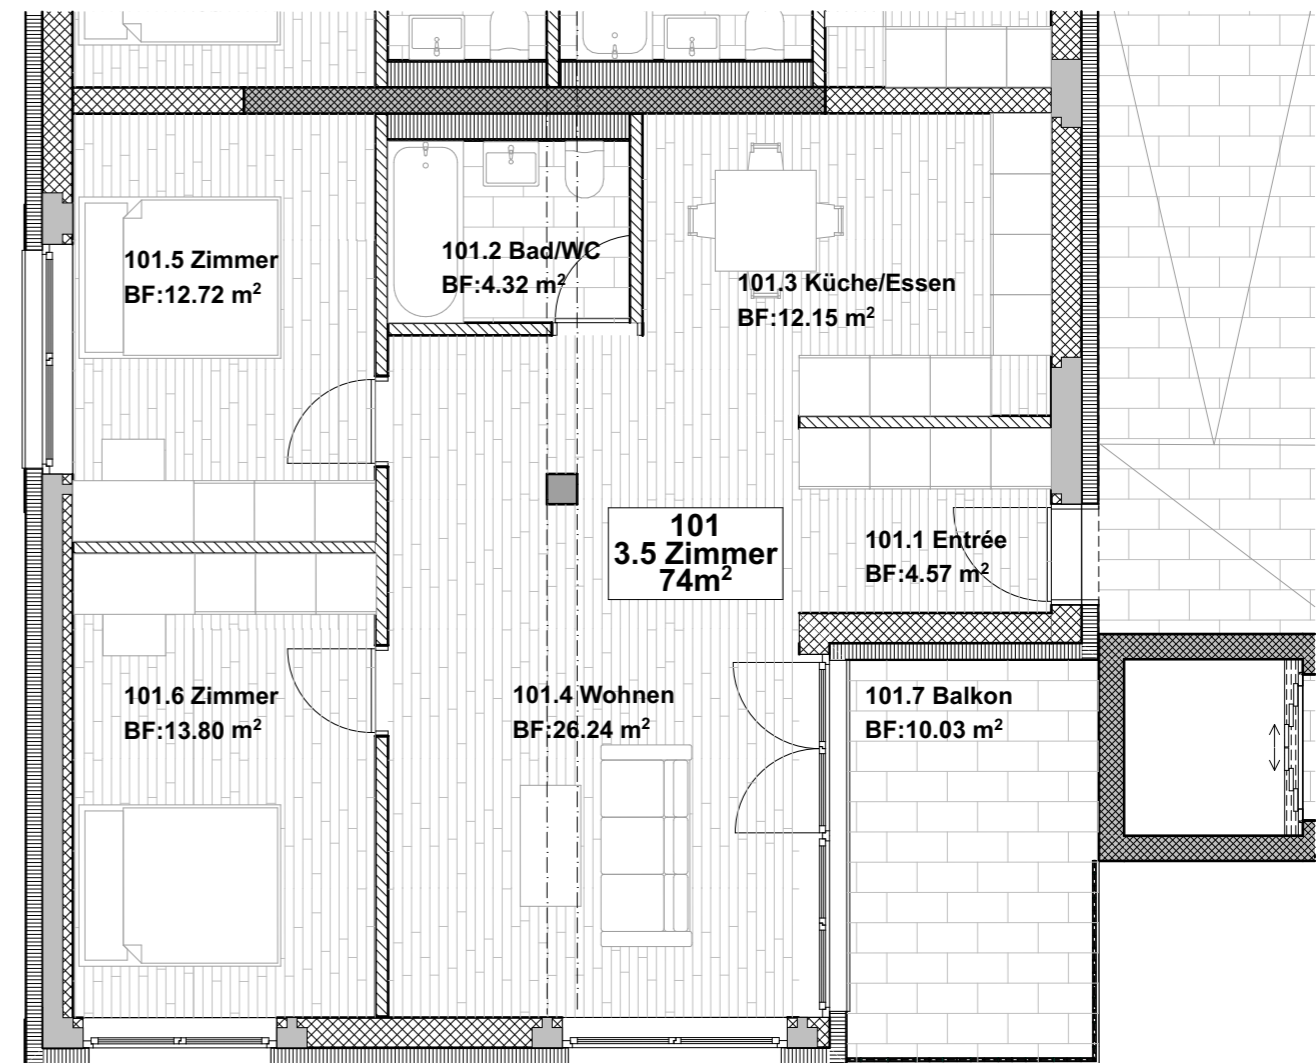 101.5 Zimmer
BF:12.72 m²
101.2 Bad/WC
BF:4.32 m²
101.3 Küche/Essen
BF:12.15 m²
101
3.5 Zimmer
74m²
101.1 Entrée
BF:4.57 m²
101.6 Zimmer
BF:13.80 m²
101.4 Wohnen
BF:26.24 m²
101.7 Balkon
BF:10.03 m²